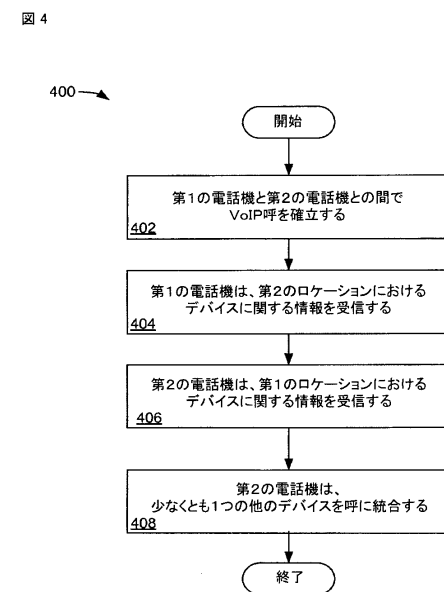 図 4
400
開始
第1の電話機と第2の電話機との間で
VoIP呼を確立する
402
第1の電話機は、第2のロケーションにおける
デバイスに関する情報を受信する
404
第2の電話機は、第1のロケーションにおける
デバイスに関する情報を受信する
406
第2の電話機は、
少なくとも1つの他のデバイスを呼に統合する
408
終了